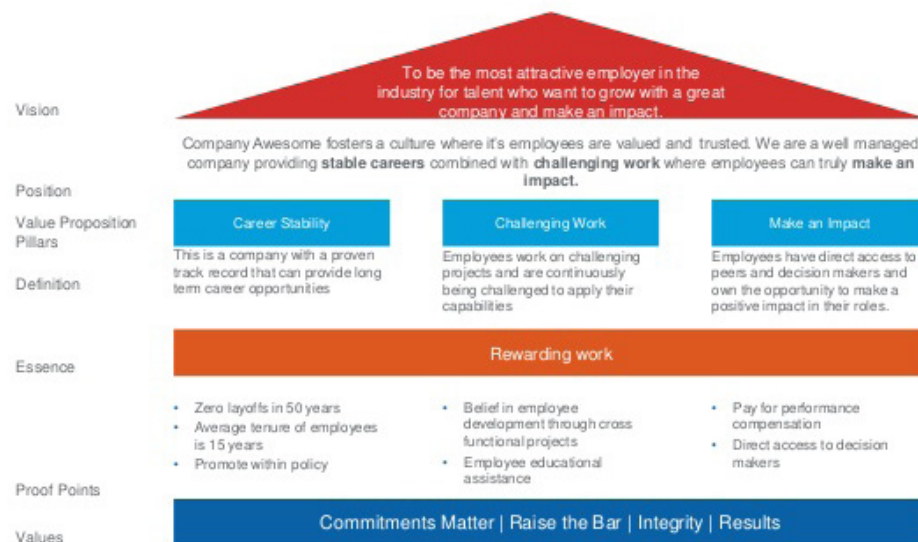 To be the most attractive employer in the
industry for talent who want to grow with a great
company and make an impact.
Vision
Company Awesome fosters a culture where it's employees are valued and trusted. We are a well managed
company providing stable careers combined with challenging work where employees can truly make an
impact.
Position
Value Proposition
Pillars
Career Stability
Challenging Work
Make an Impact
Definition
This is a company with a proven
track record that can provide long
term career opportunities
Employees work on challenging
projects and are continuously
being challenged to apply their
capabilities
Employees have direct access to
peers and decision makers and
own the opportunity to make a
positive impact in their roles.
Essence
Rewarding work
• Zero layoffs in 50 years
• Average tenure of employees
is 15 years
• Promote within policy
• Belief in employee
development through cross
functional projects
• Employee educational
assistance
• Pay for performance
compensation
• Direct access to decision
makers
Proof Points
Values
Commitments Matter | Raise the Bar | Integrity | Results